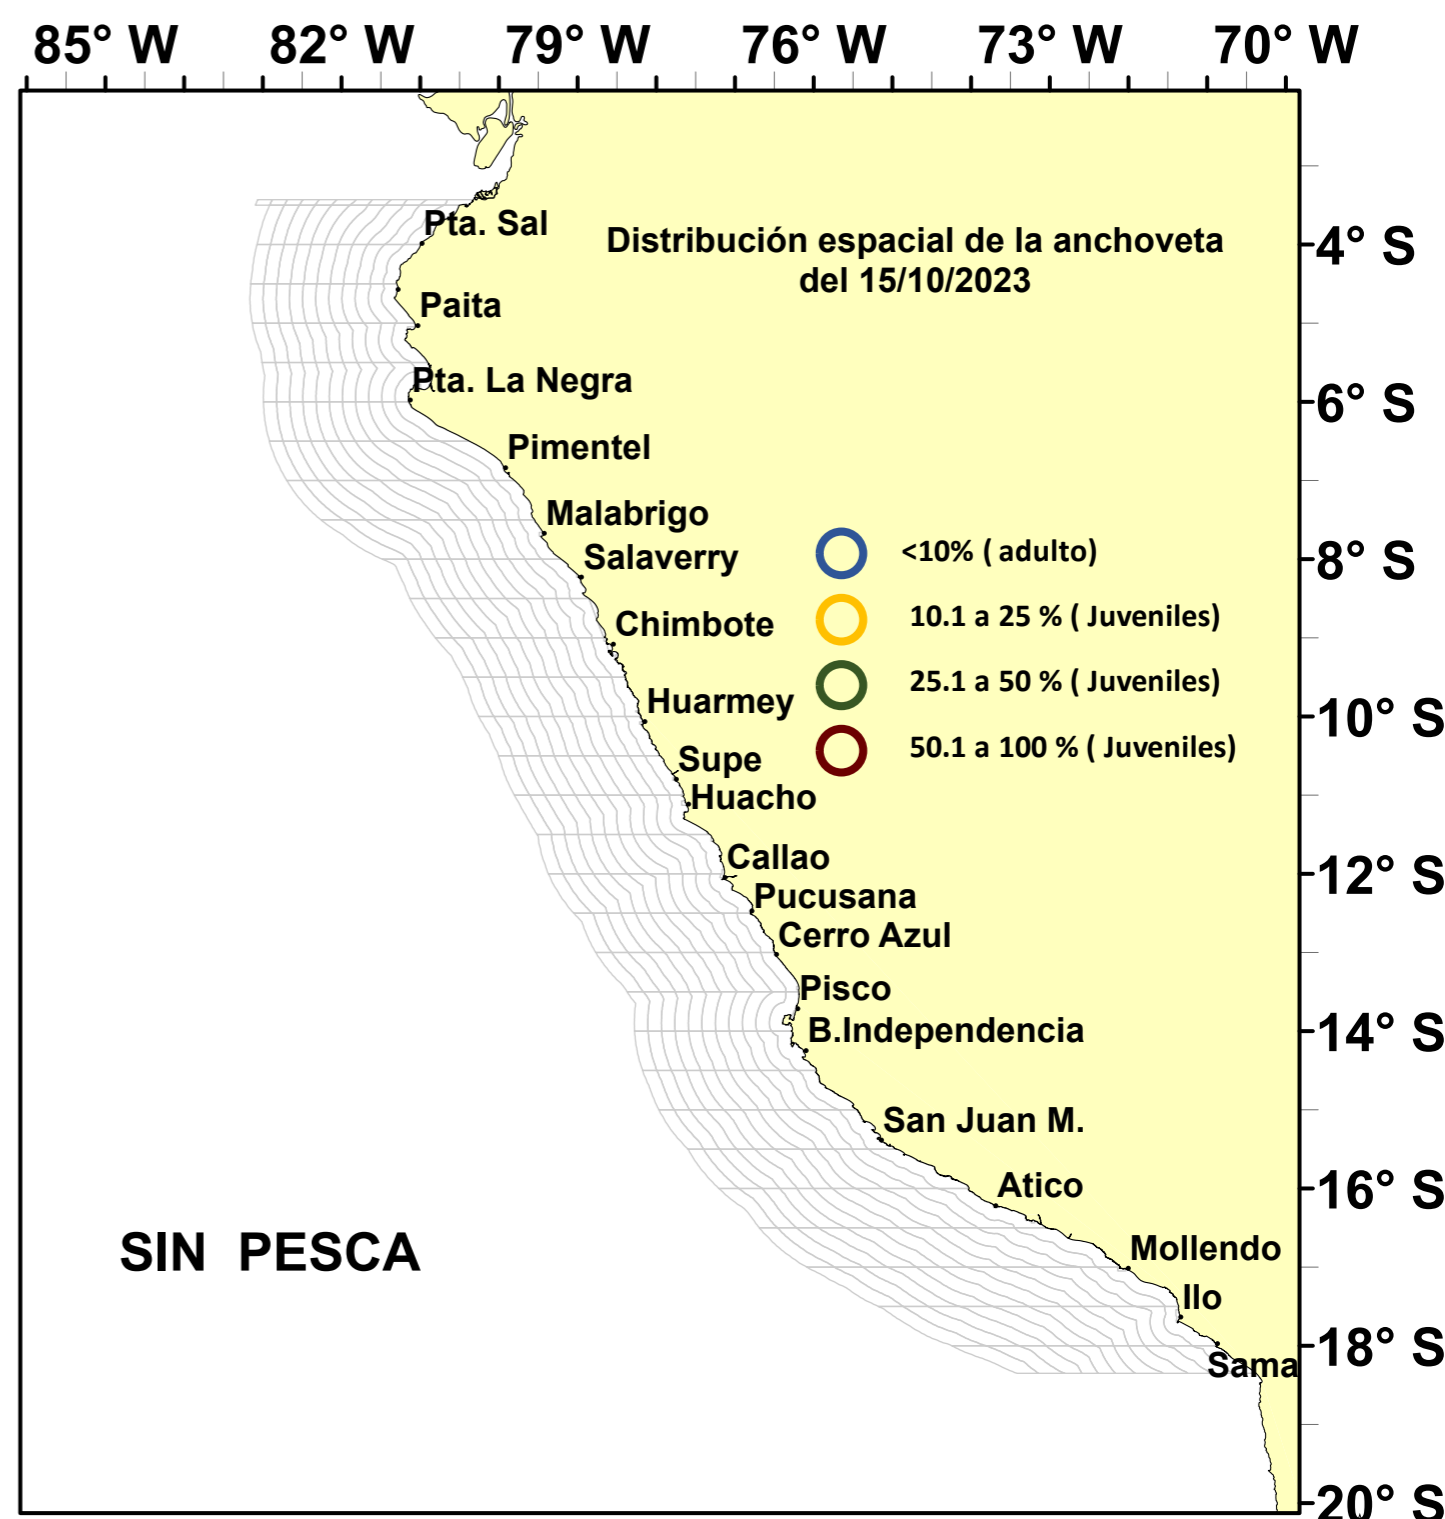 85° W 82° W 79° W 76° W 73° W 70° W
Pta. Sal
Distribución espacial de la anchoveta
del 15/10/2023
4° S
Paita
Pta. La Negra
6° S
Pimentel
Malabrigo
Salaverry
<10% ( adulto)
8° S
Chimbote
10.1 a 25 % ( Juveniles)
25.1 a 50 % ( Juveniles)
Huarmey
10° S
50.1 a 100 % ( Juveniles)
Supe
Huacho
Callao
12° S
Pucusana
Cerro Azul
Pisco
B.Independencia
14° S
San Juan M.
Atico
16° S
SIN PESCA
Mollendo
Ilo
18° S
Sama
20° S